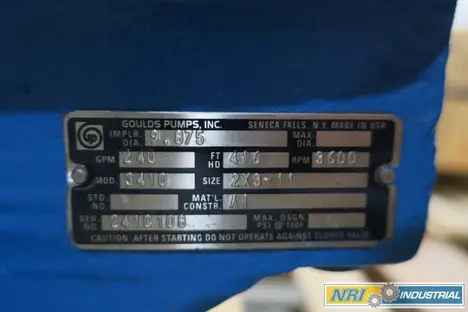 GOULDS PUMPS, INC. SENECA FALLS, N.Y. MADE IN USA
IMPLR. DIA. 9.875 MAX. DIA.
GPM 240 FT HD 416 RPM 3600
MOD. 3410 SIZE 2X3-11
STD. NO. MAT'L. CONSTR. AI
SER. NO. 241C108 MAX. DSGN. PSI @ 100F
CAUTION: AFTER STARTING DO NOT OPERATE AGAINST CLOSED VALVE
NRI INDUSTRIAL